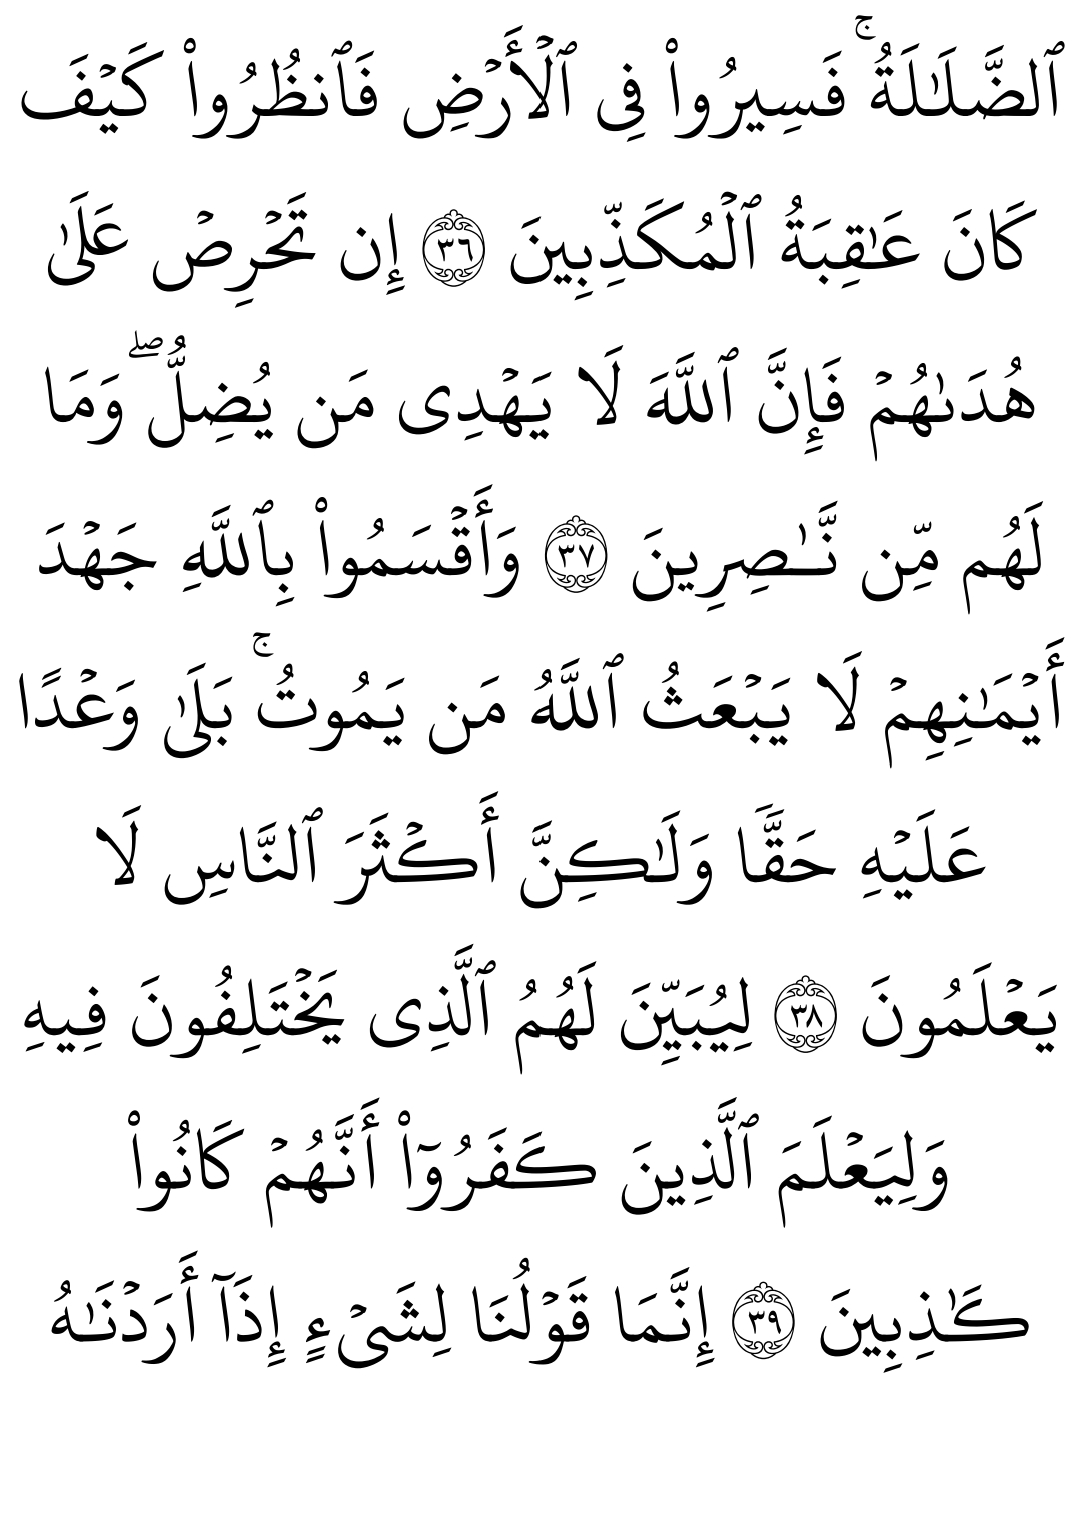 ٱلضَّلَٰلَةُ ۚ فَسِيرُوا۟ فِى ٱلْأَرْضِ فَٱنظُرُوا۟ كَيْفَ
كَانَ عَٰقِبَةُ ٱلْمُكَذِّبِينَ ٣٦ إِن تَحْرِصْ عَلَىٰ
هُدَىٰهُمْ فَإِنَّ ٱللَّهَ لَا يَهْدِى مَن يُضِلُّ ۖ وَمَا
لَهُم مِّن نَّـٰصِرِينَ ٣٧ وَأَقْسَمُوا۟ بِٱللَّهِ جَهْدَ
أَيْمَـٰنِهِمْ لَا يَبْعَثُ ٱللَّهُ مَن يَمُوتُ ۚ بَلَىٰ وَعْدًا
عَلَيْهِ حَقًّا وَلَـٰكِنَّ أَكْثَرَ ٱلنَّاسِ لَا
يَعْلَمُونَ ٣٨ لِيُبَيِّنَ لَهُمُ ٱلَّذِى يَخْتَلِفُونَ فِيهِ
وَلِيَعْلَمَ ٱلَّذِينَ كَفَرُوٓا۟ أَنَّهُمْ كَانُوا۟
كَـٰذِبِينَ ٣٩ إِنَّمَا قَوْلُنَا لِشَىْءٍ إِذَآ أَرَدْنَـٰهُ